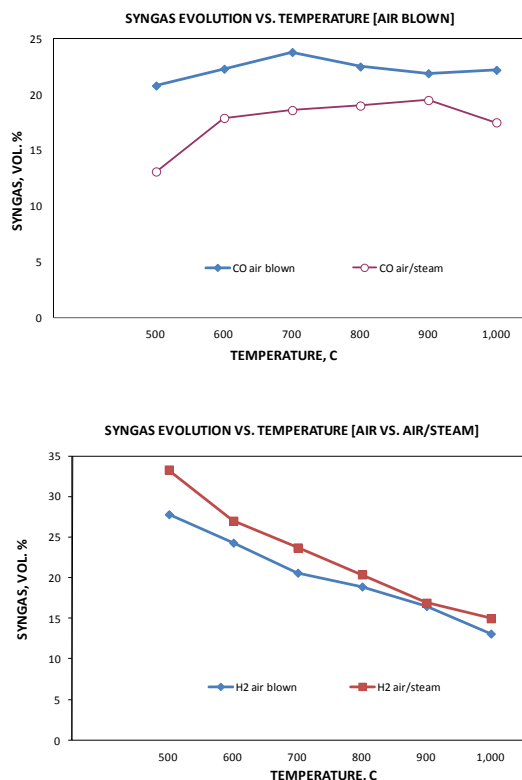 SYNGAS EVOLUTION VS. TEMPERATURE [AIR BLOWN]
25
20
15
10
5
0
SYNGAS, VOL. %
CO air blown
CO air/steam
500 600 700 800 900 1,000
TEMPERATURE, C
SYNGAS EVOLUTION VS. TEMPERATURE [AIR VS. AIR/STEAM]
35
30
25
20
15
10
5
0
SYNGAS, VOL. %
H2 air blown
H2 air/steam
500 600 700 800 900 1,000
TEMPERATURE, C